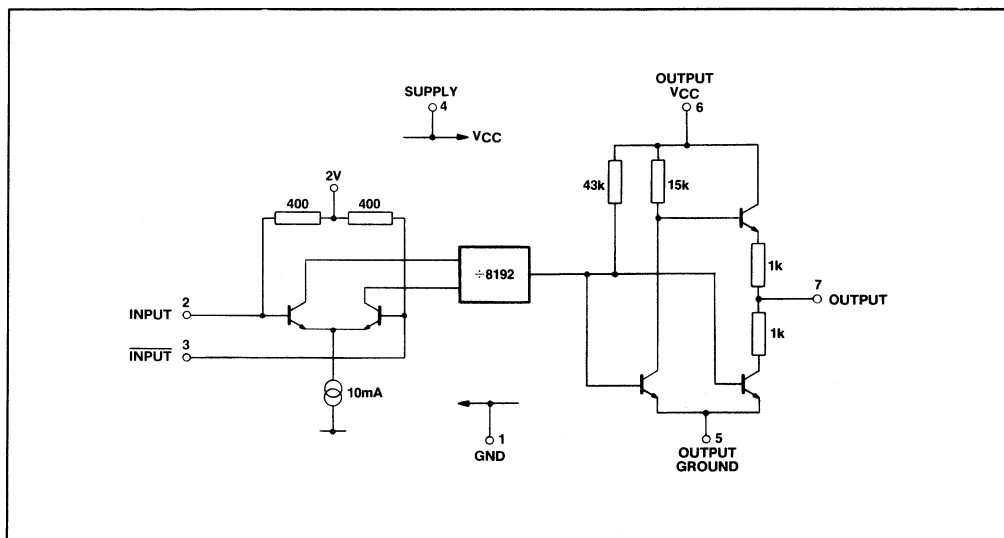 SUPPLY
4
VCC
OUTPUT
VCC
6
2V
400
400
43k
15k
÷8192
1k
7
OUTPUT
1k
INPUT
2
INPUT
3
10mA
1
GND
5
OUTPUT
GROUND